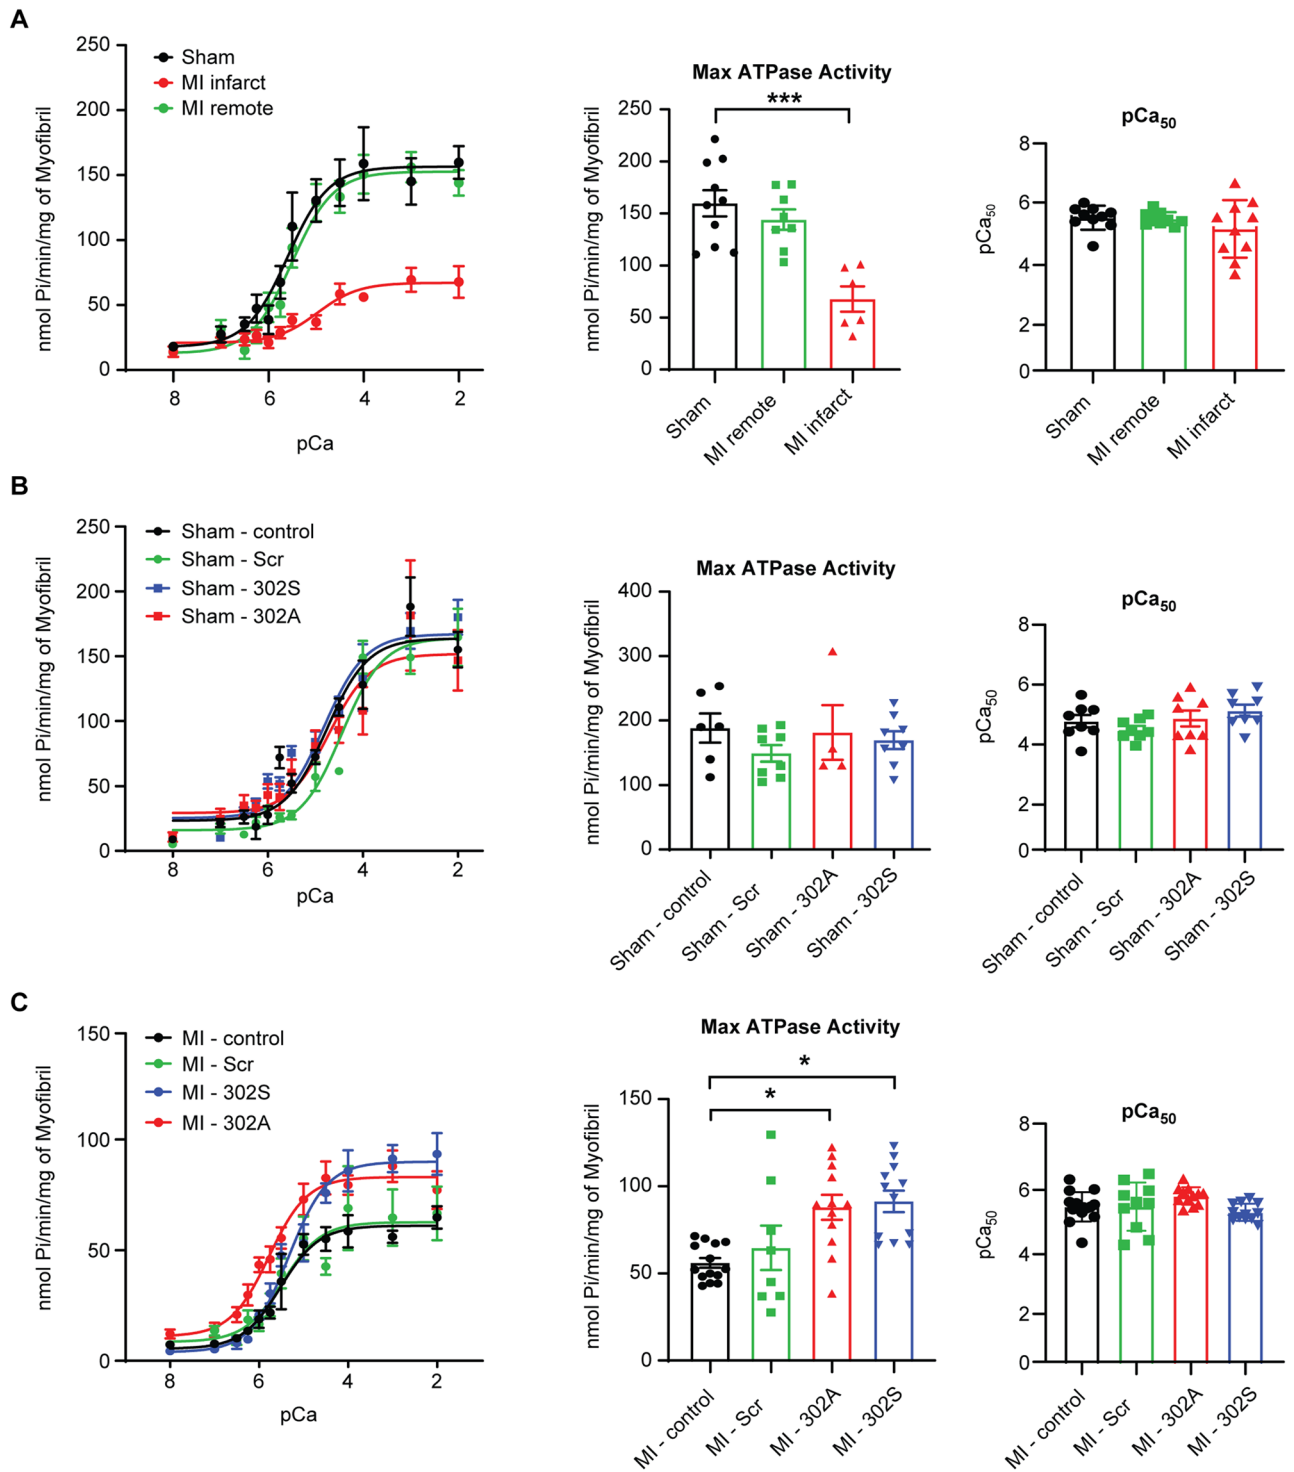 A
250
200
150
100
50
0
8
6
4
2
nmol Pi/min/mg of Myofibril
pCa
Sham
MI infarct
MI remote
Max ATPase Activity
***
250
200
150
100
50
0
nmol Pi/min/mg of Myofibril
Sham
MI remote
MI infarct
pCa50
8
6
4
2
0
pCa50
Sham
MI remote
MI infarct
B
250
200
150
100
50
0
8
6
4
2
nmol Pi/min/mg of Myofibril
pCa
Sham - control
Sham - Scr
Sham - 302S
Sham - 302A
Max ATPase Activity
400
300
200
100
0
nmol Pi/min/mg of Myofibril
Sham - control
Sham - Scr
Sham - 302A
Sham - 302S
pCa50
8
6
4
2
0
pCa50
Sham - control
Sham - Scr
Sham - 302A
Sham - 302S
C
150
100
50
0
8
6
4
2
nmol Pi/min/mg of Myofibril
pCa
MI - control
MI - Scr
MI - 302S
MI - 302A
Max ATPase Activity
*
*
150
100
50
0
nmol Pi/min/mg of Myofibril
MI - control
MI - Scr
MI - 302A
MI - 302S
pCa50
8
6
4
2
0
pCa50
MI - control
MI - Scr
MI - 302A
MI - 302S